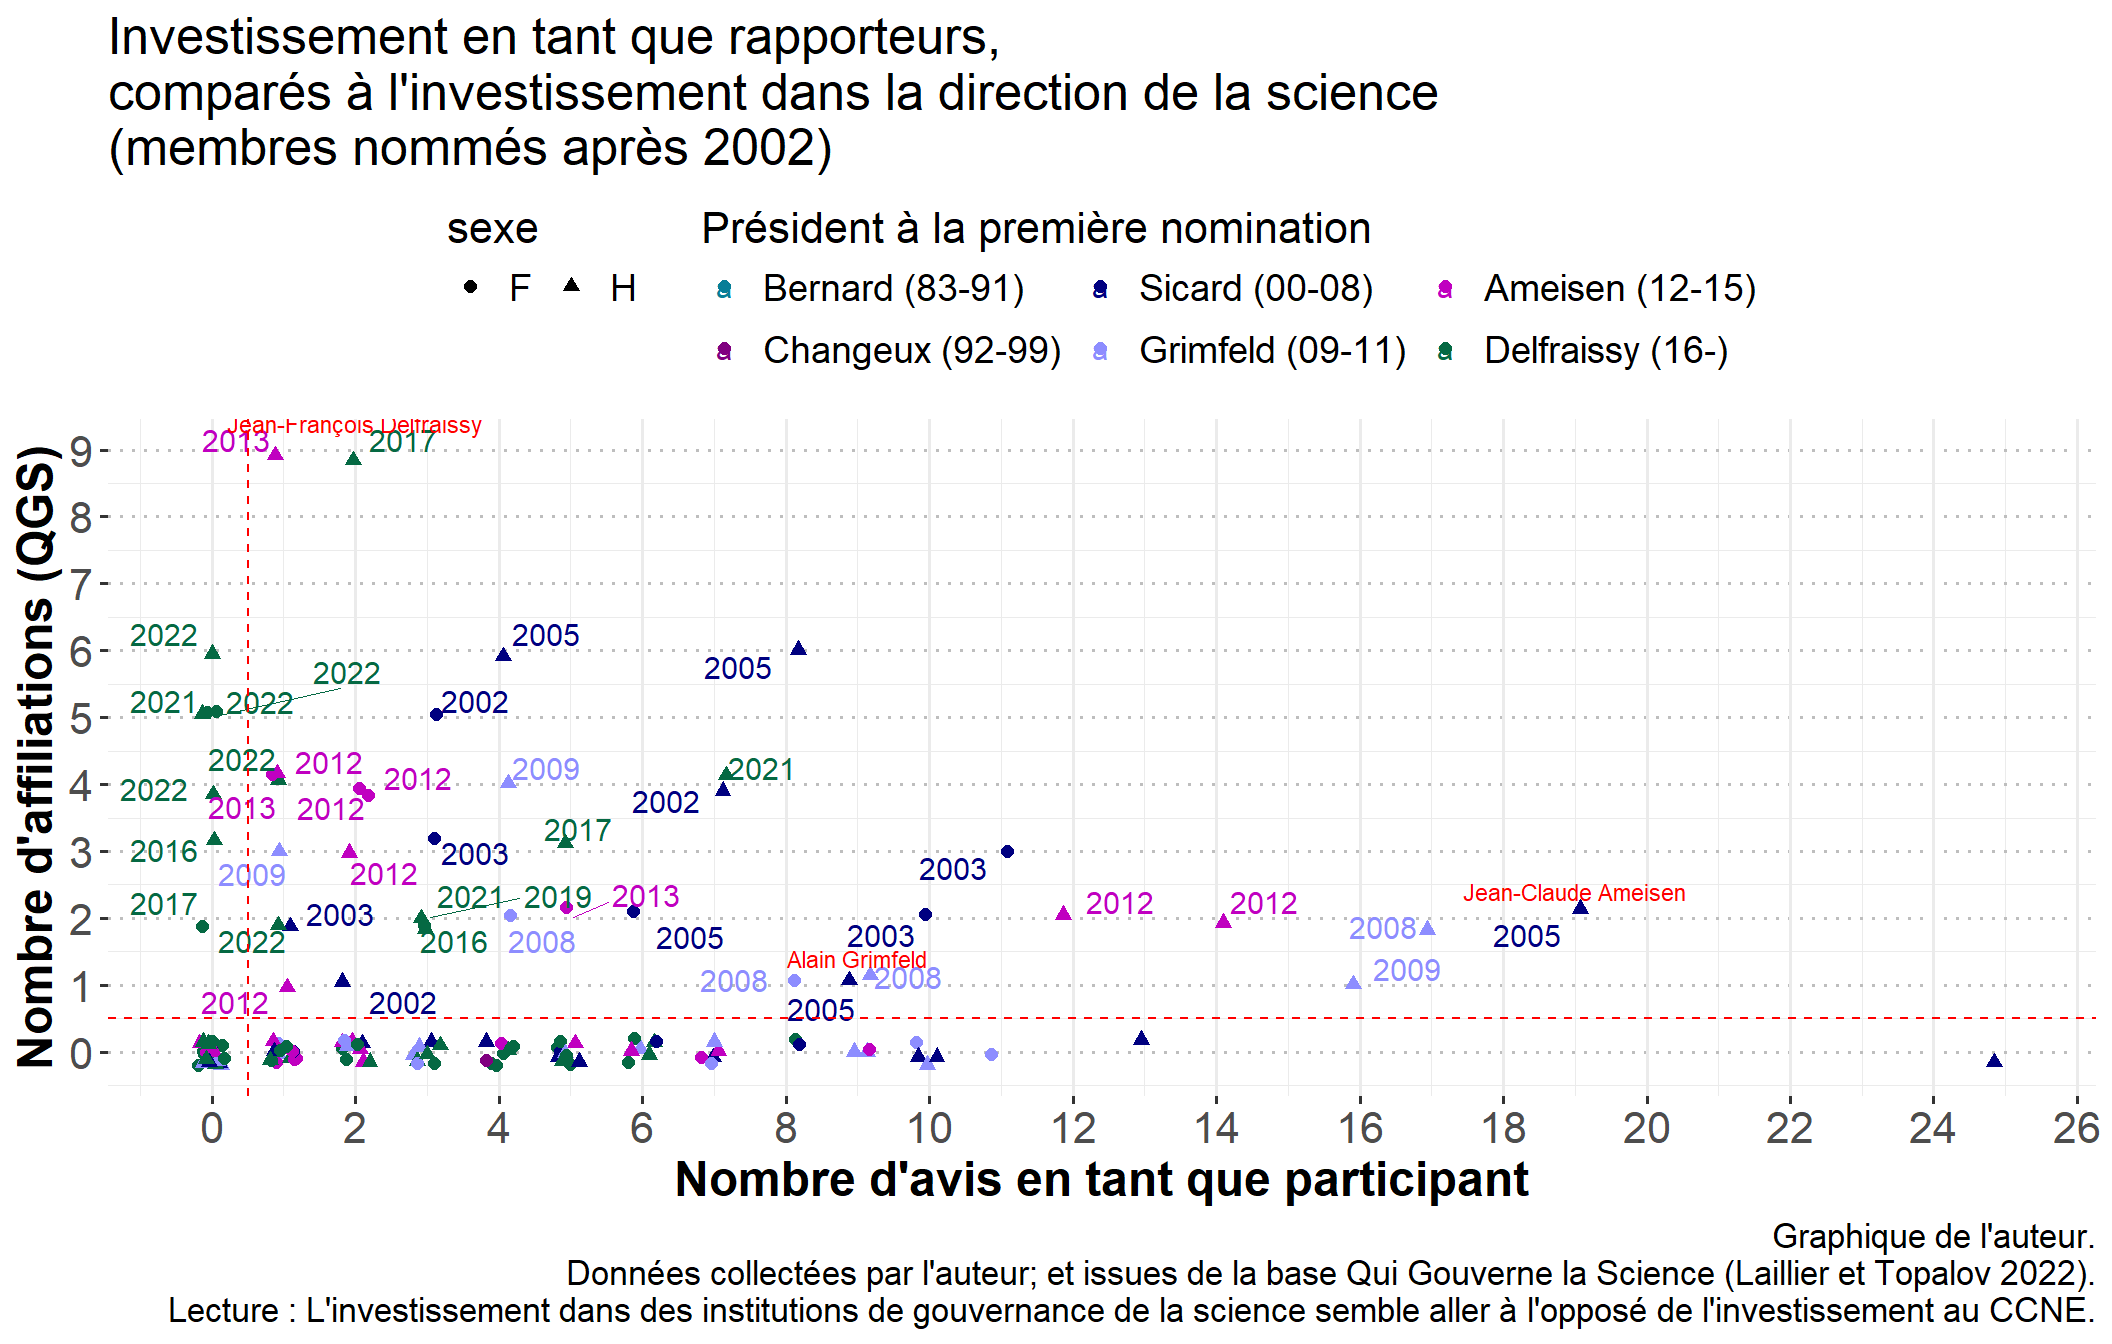 Investissement en tant que rapporteurs,
comparés à l'investissement dans la direction de la science
(membres nommés après 2002)
sexe
F H
Président à la première nomination
Bernard (83-91) Sicard (00-08) Ameisen (12-15)
Changeux (92-99) Grimfeld (09-11) Delfraissy (16-)
Nombre d'affiliations (QGS)
Jean-François Delfraissy
9 2013 2017
8
7
2022 2005
6 2005
2022
2021 2022 2002
5
2022 2012 2009 2021
4 2022 2012
2013 2012 2002
2017
3 2016 2003
2009 2012 2003
Jean-Claude Ameisen
2017 2021 2019 2013 2012 2012
2 2003
2022 2016 2008 2005 2003 2008 2005
Alain Grimfeld
1 2008 2008 2009
2012 2002 2005
0
0 2 4 6 8 10 12 14 16 18 20 22 24 26
Nombre d'avis en tant que participant
Graphique de l'auteur.
Données collectées par l'auteur; et issues de la base Qui Gouverne la Science (Laillier et Topalov 2022).
Lecture : L'investissement dans des institutions de gouvernance de la science semble aller à l'opposé de l'investissement au CCNE.